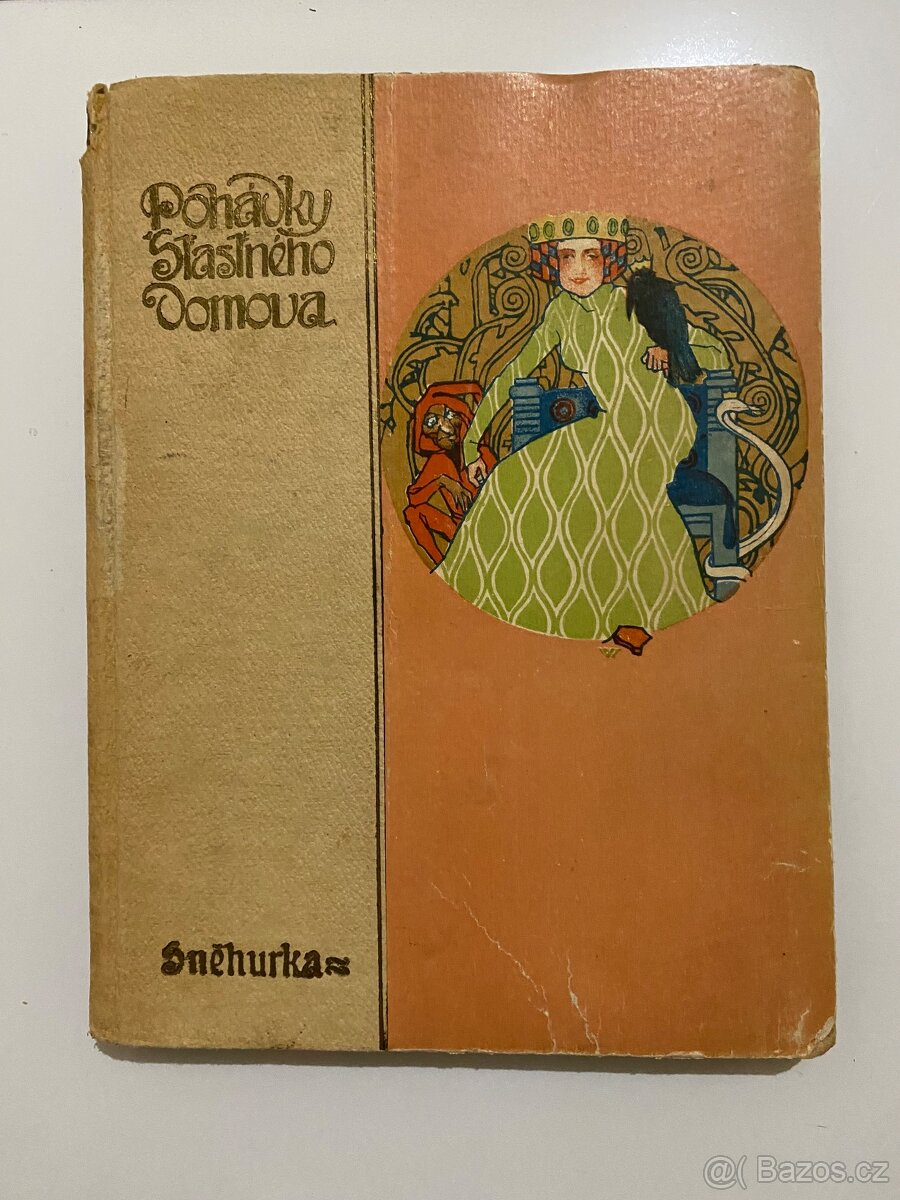 Pohádky
Šťastného
Domova
Sněhurka
W
@( Bazos.cz